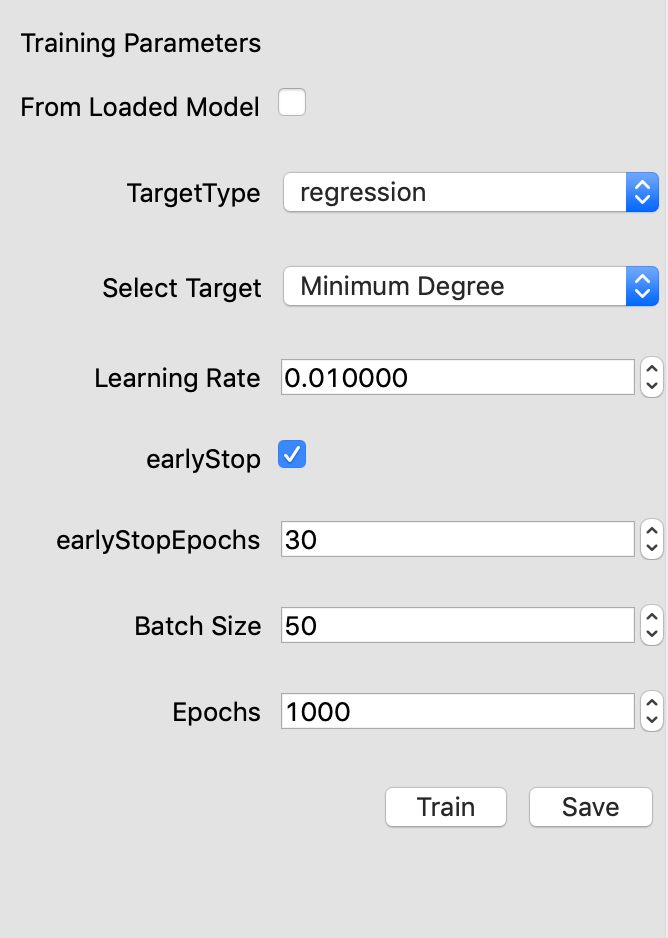 Training Parameters
From Loaded Model
TargetType regression
Select Target Minimum Degree
Learning Rate 0.010000
earlyStop
earlyStopEpochs 30
Batch Size 50
Epochs 1000
Train Save